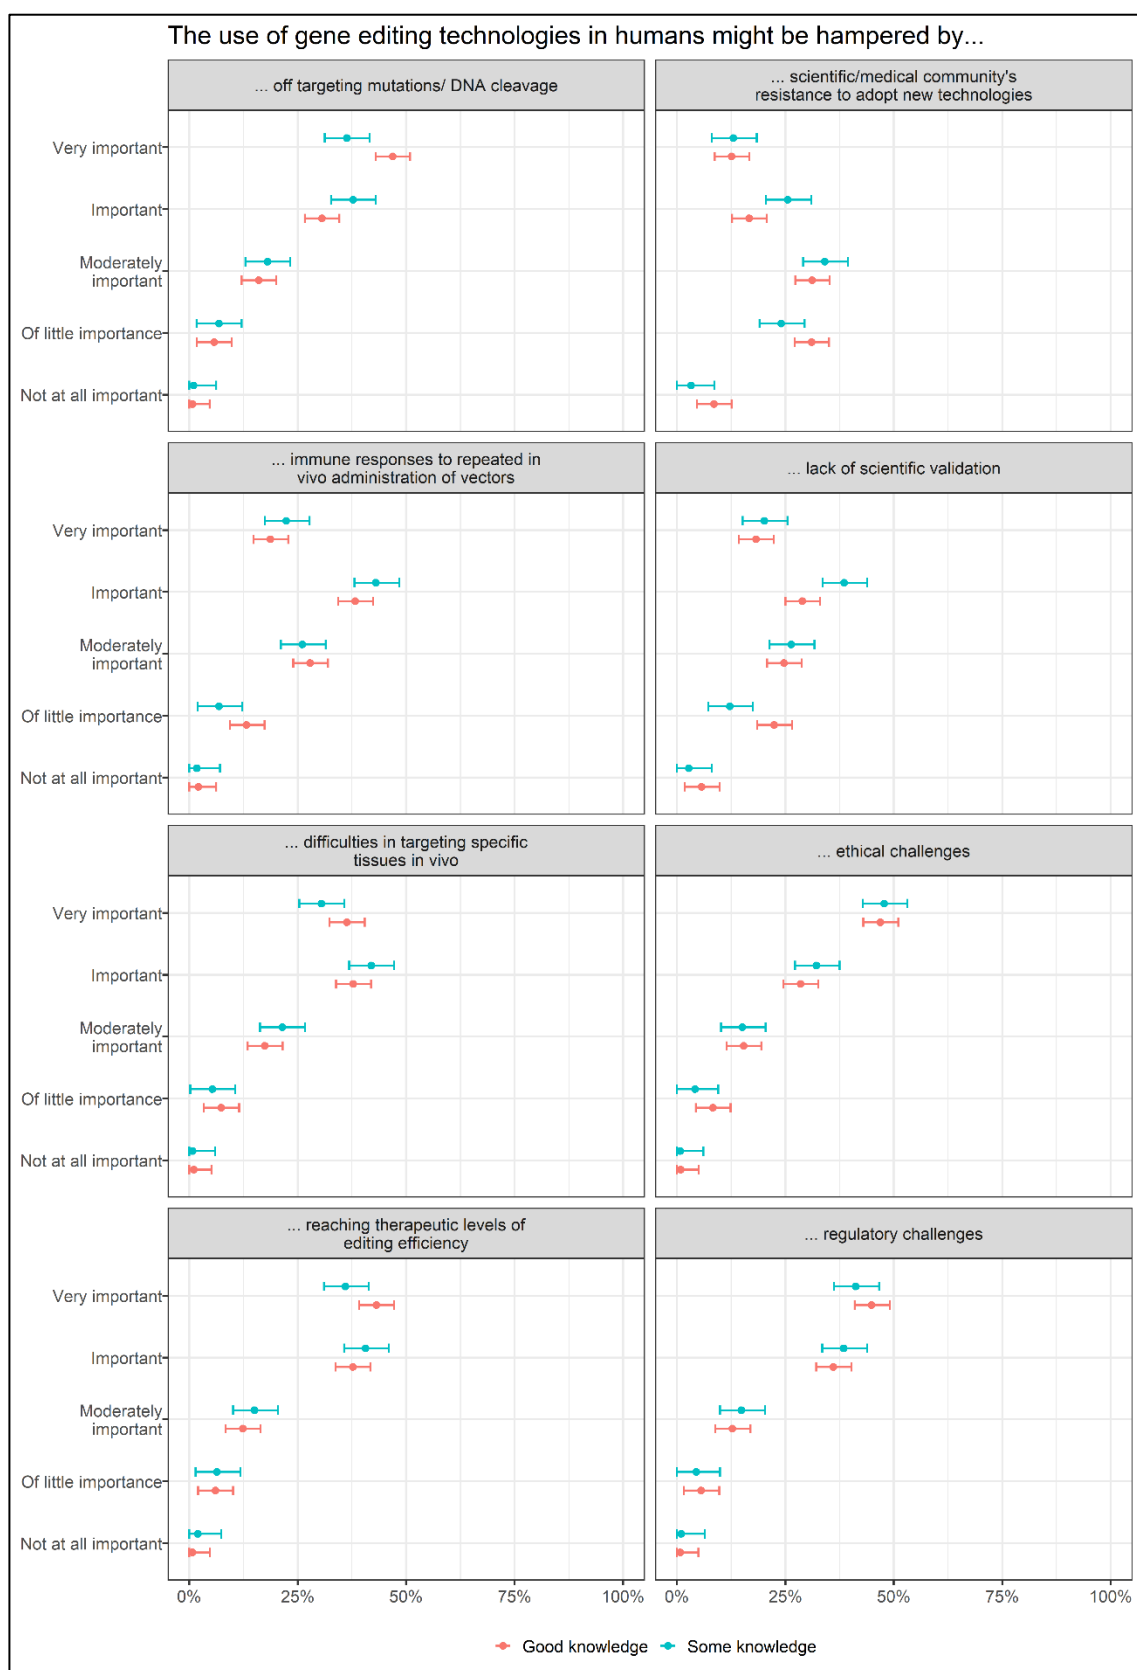 The use of gene editing technologies in humans might be hampered by...
... off targeting mutations/ DNA cleavage
... scientific/medical community's
resistance to adopt new technologies
Very important
Important
Moderately
important
Of little importance
Not at all important
... immune responses to repeated in
vivo administration of vectors
... lack of scientific validation
Very important
Important
Moderately
important
Of little importance
Not at all important
... difficulties in targeting specific
tissues in vivo
... ethical challenges
Very important
Important
Moderately
important
Of little importance
Not at all important
... reaching therapeutic levels of
editing efficiency
... regulatory challenges
Very important
Important
Moderately
important
Of little importance
Not at all important
0% 25% 50% 75% 100% 0% 25% 50% 75% 100%
Good knowledge Some knowledge